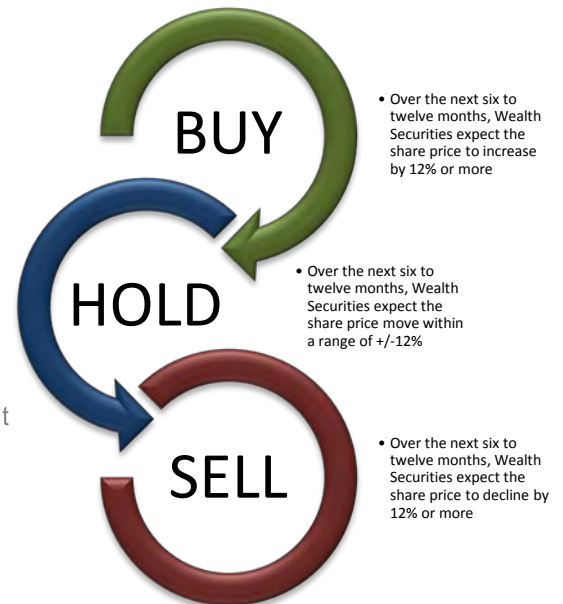 BUY
• Over the next six to
twelve months, Wealth
Securities expect the
share price to increase
by 12% or more
HOLD
• Over the next six to
twelve months, Wealth
Securities expect the
share price move within
a range of +/-12%
t
SELL
• Over the next six to
twelve months, Wealth
Securities expect the
share price to decline by
12% or more